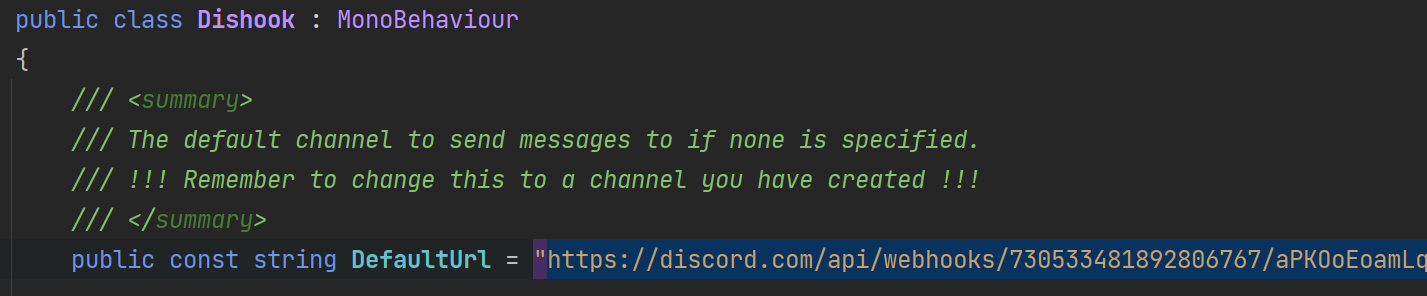 public class Dishook : MonoBehaviour
{
/// <summary>
/// The default channel to send messages to if none is specified.
/// !!! Remember to change this to a channel you have created !!!
/// </summary>
public const string DefaultUrl = "https://discord.com/api/webhooks/730533481892806767/aPKOoEoamLq